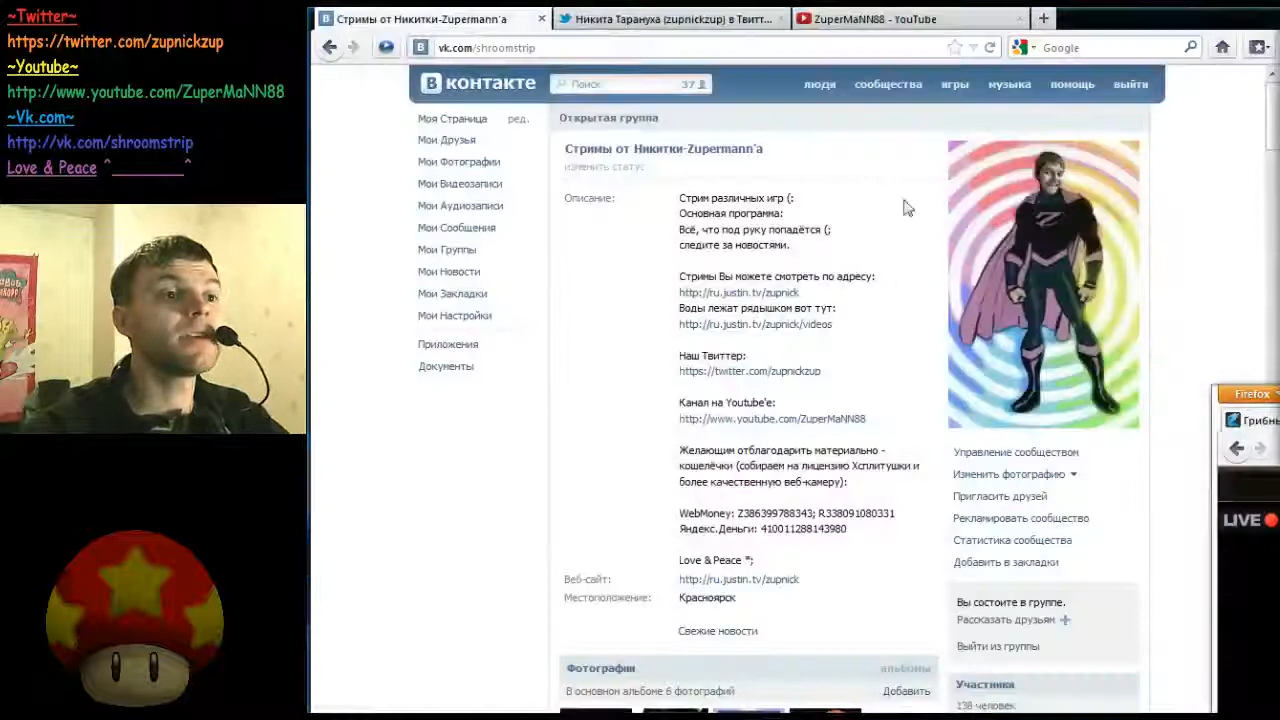 ~Twitter~
https://twitter.com/zupnickzup
~Youtube~
http://www.youtube.com/ZuperMaNN88
~Vk.com~
http://vk.com/shroomstrip
Love & Peace ^_________^
Стримы от Никитки-Zupermann'a
Никита Тарануха (zupnickzup) в Твитт...
ZuperMaNN88 - YouTube
vk.com/shroomstrip
Google
В контакте
Поиск
37
люди сообщества игры музыка помощь выйти
Моя Страница ред.
Мои Друзья
Мои Фотографии
Мои Видеозаписи
Мои Аудиозаписи
Мои Сообщения
Мои Группы
Мои Новости
Мои Закладки
Мои Настройки
Приложения
Документы
Открытая группа
Стримы от Никитки-Zupermann'a
изменить статус
Описание:
Стрим различных игр (:
Основная программа:
Всё, что под руку попадётся (;
следите за новостями.
Стримы Вы можете смотреть по адресу:
http://ru.justin.tv/zupnick
Воды лежат рядышком вот тут:
http://ru.justin.tv/zupnick/videos
Наш Твиттер:
https://twitter.com/zupnickzup
Канал на Youtube'е:
http://www.youtube.com/ZuperMaNN88
Желающим отблагодарить материально -
кошелёчки (собираем на лицензию Хсплитушки и
более качественную веб-камеру):
WebMoney: Z386399788343; R338091080331
Яндекс.Деньги: 410011288143980
Love & Peace *;
Веб-сайт: http://ru.justin.tv/zupnick
Местоположение: Красноярск
Свежие новости
Фотографии альбомы
В основном альбоме 6 фотографий Добавить
Управление сообществом
Изменить фотографию
Пригласить друзей
Рекламировать сообщество
Статистика сообщества
Добавить в закладки
Вы состоите в группе.
Рассказать друзьям
Выйти из группы
Участники
138 человек
Firefox
Грибны
LIVE